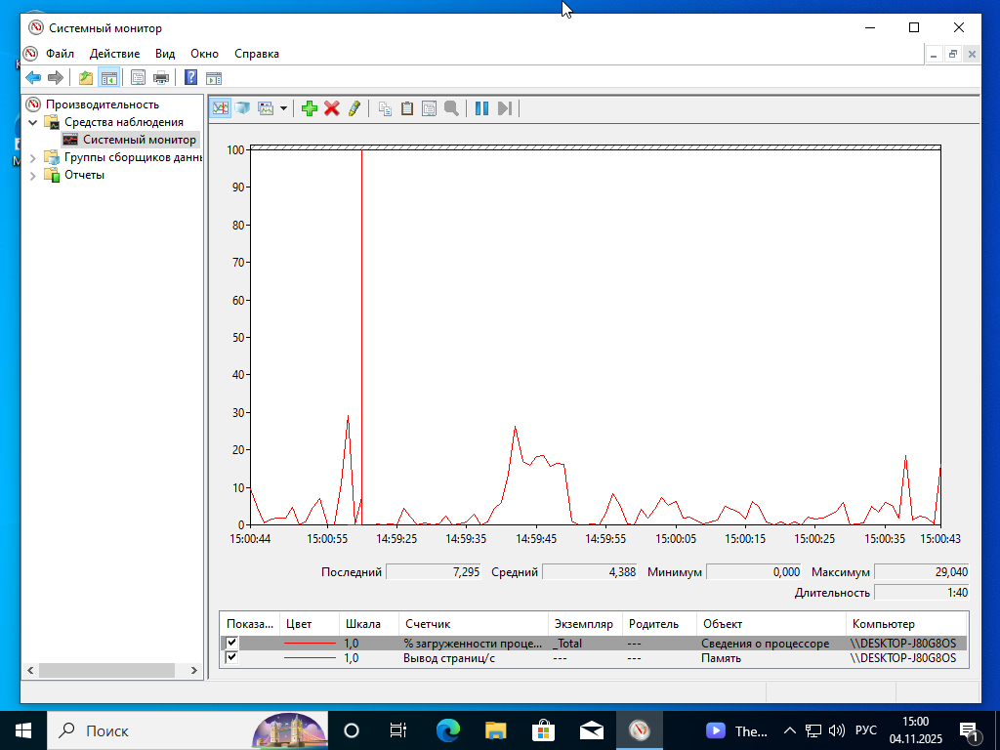 Системный монитор
Файл Действие Вид Окно Справка
Производительность
Средства наблюдения
Системный монитор
Группы сборщиков данны
Отчеты
100
90
80
70
60
50
40
30
20
10
0
15:00:44 15:00:55 14:59:25 14:59:35 14:59:45 14:59:55 15:00:05 15:00:15 15:00:25 15:00:35 15:00:43
Последний 7,295 Средний 4,388 Минимум 0,000 Максимум 29,040
Длительность 1:40
Показа... Цвет Шкала Счетчик Экземпляр Родитель Объект Компьютер
1,0 % загруженности проце... _Total --- Сведения о процессоре \\DESKTOP-J80G8OS
1,0 Вывод страниц/с --- --- Память \\DESKTOP-J80G8OS
Поиск
The...
РУС
15:00
04.11.2025
1